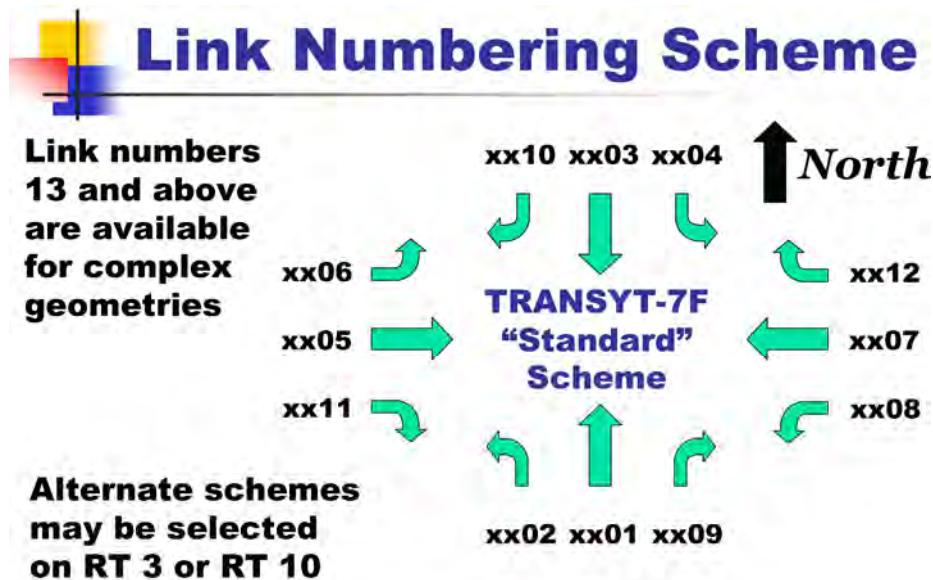 Link Numbering Scheme
Link numbers
13 and above
are available
for complex
geometries
xx10 xx03 xx04
North
xx06
xx12
TRANSYT-7F
"Standard"
Scheme
xx05
xx07
xx11
xx08
Alternate schemes
may be selected
on RT 3 or RT 10
xx02 xx01 xx09